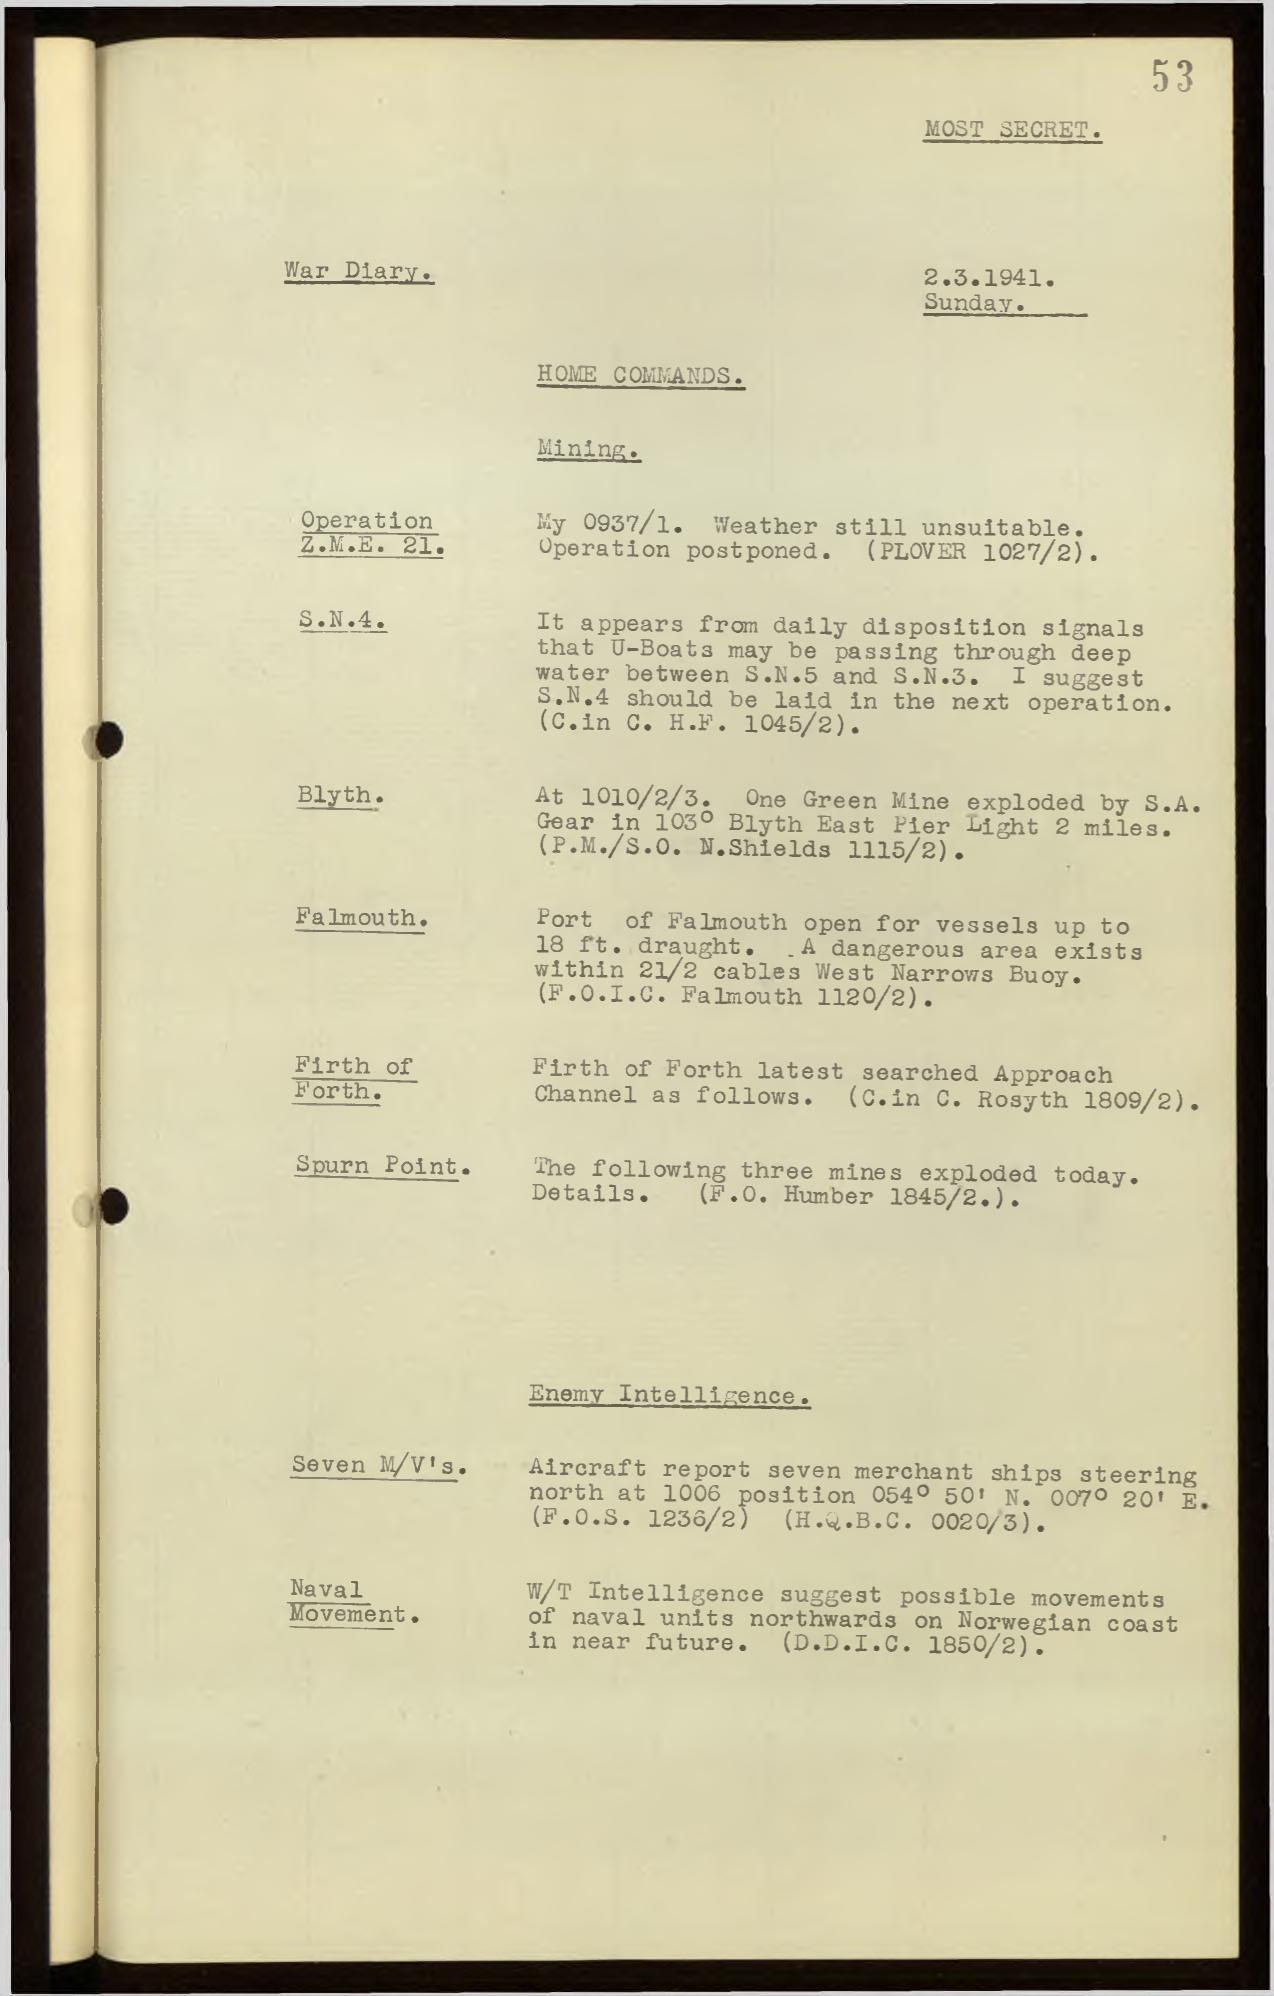 53
MOST SECRET.
War Diary.
2.3.1941.
Sunday.
HOME COMMANDS.
Mining.
Operation
Z.M.E. 21.
My 0937/1. Weather still unsuitable.
Operation postponed. (PLOVER 1027/2).
S.N.4.
It appears from daily disposition signals
that U-Boats may be passing through deep
water between S.N.5 and S.N.3. I suggest
S.N.4 should be laid in the next operation.
(C.in C. H.F. 1045/2).
Blyth.
At 1010/2/3. One Green Mine exploded by S.A.
Gear in 103° Blyth East Pier Light 2 miles.
(P.M./S.O. N.Shields 1115/2).
Falmouth.
Port of Falmouth open for vessels up to
18 ft. draught. A dangerous area exists
within 21/2 cables West Narrows Buoy.
(F.O.I.C. Falmouth 1120/2).
Firth of
Forth.
Firth of Forth latest searched Approach
Channel as follows. (C.in C. Rosyth 1809/2).
Spurn Point.
The following three mines exploded today.
Details. (F.O. Humber 1845/2.).
Enemy Intelligence.
Seven M/V's.
Aircraft report seven merchant ships steering
north at 1006 position 054° 50' N. 007° 20' E.
(F.O.S. 1236/2) (H.Q.B.C. 0020/3).
Naval
Movement.
W/T Intelligence suggest possible movements
of naval units northwards on Norwegian coast
in near future. (D.D.I.C. 1850/2).